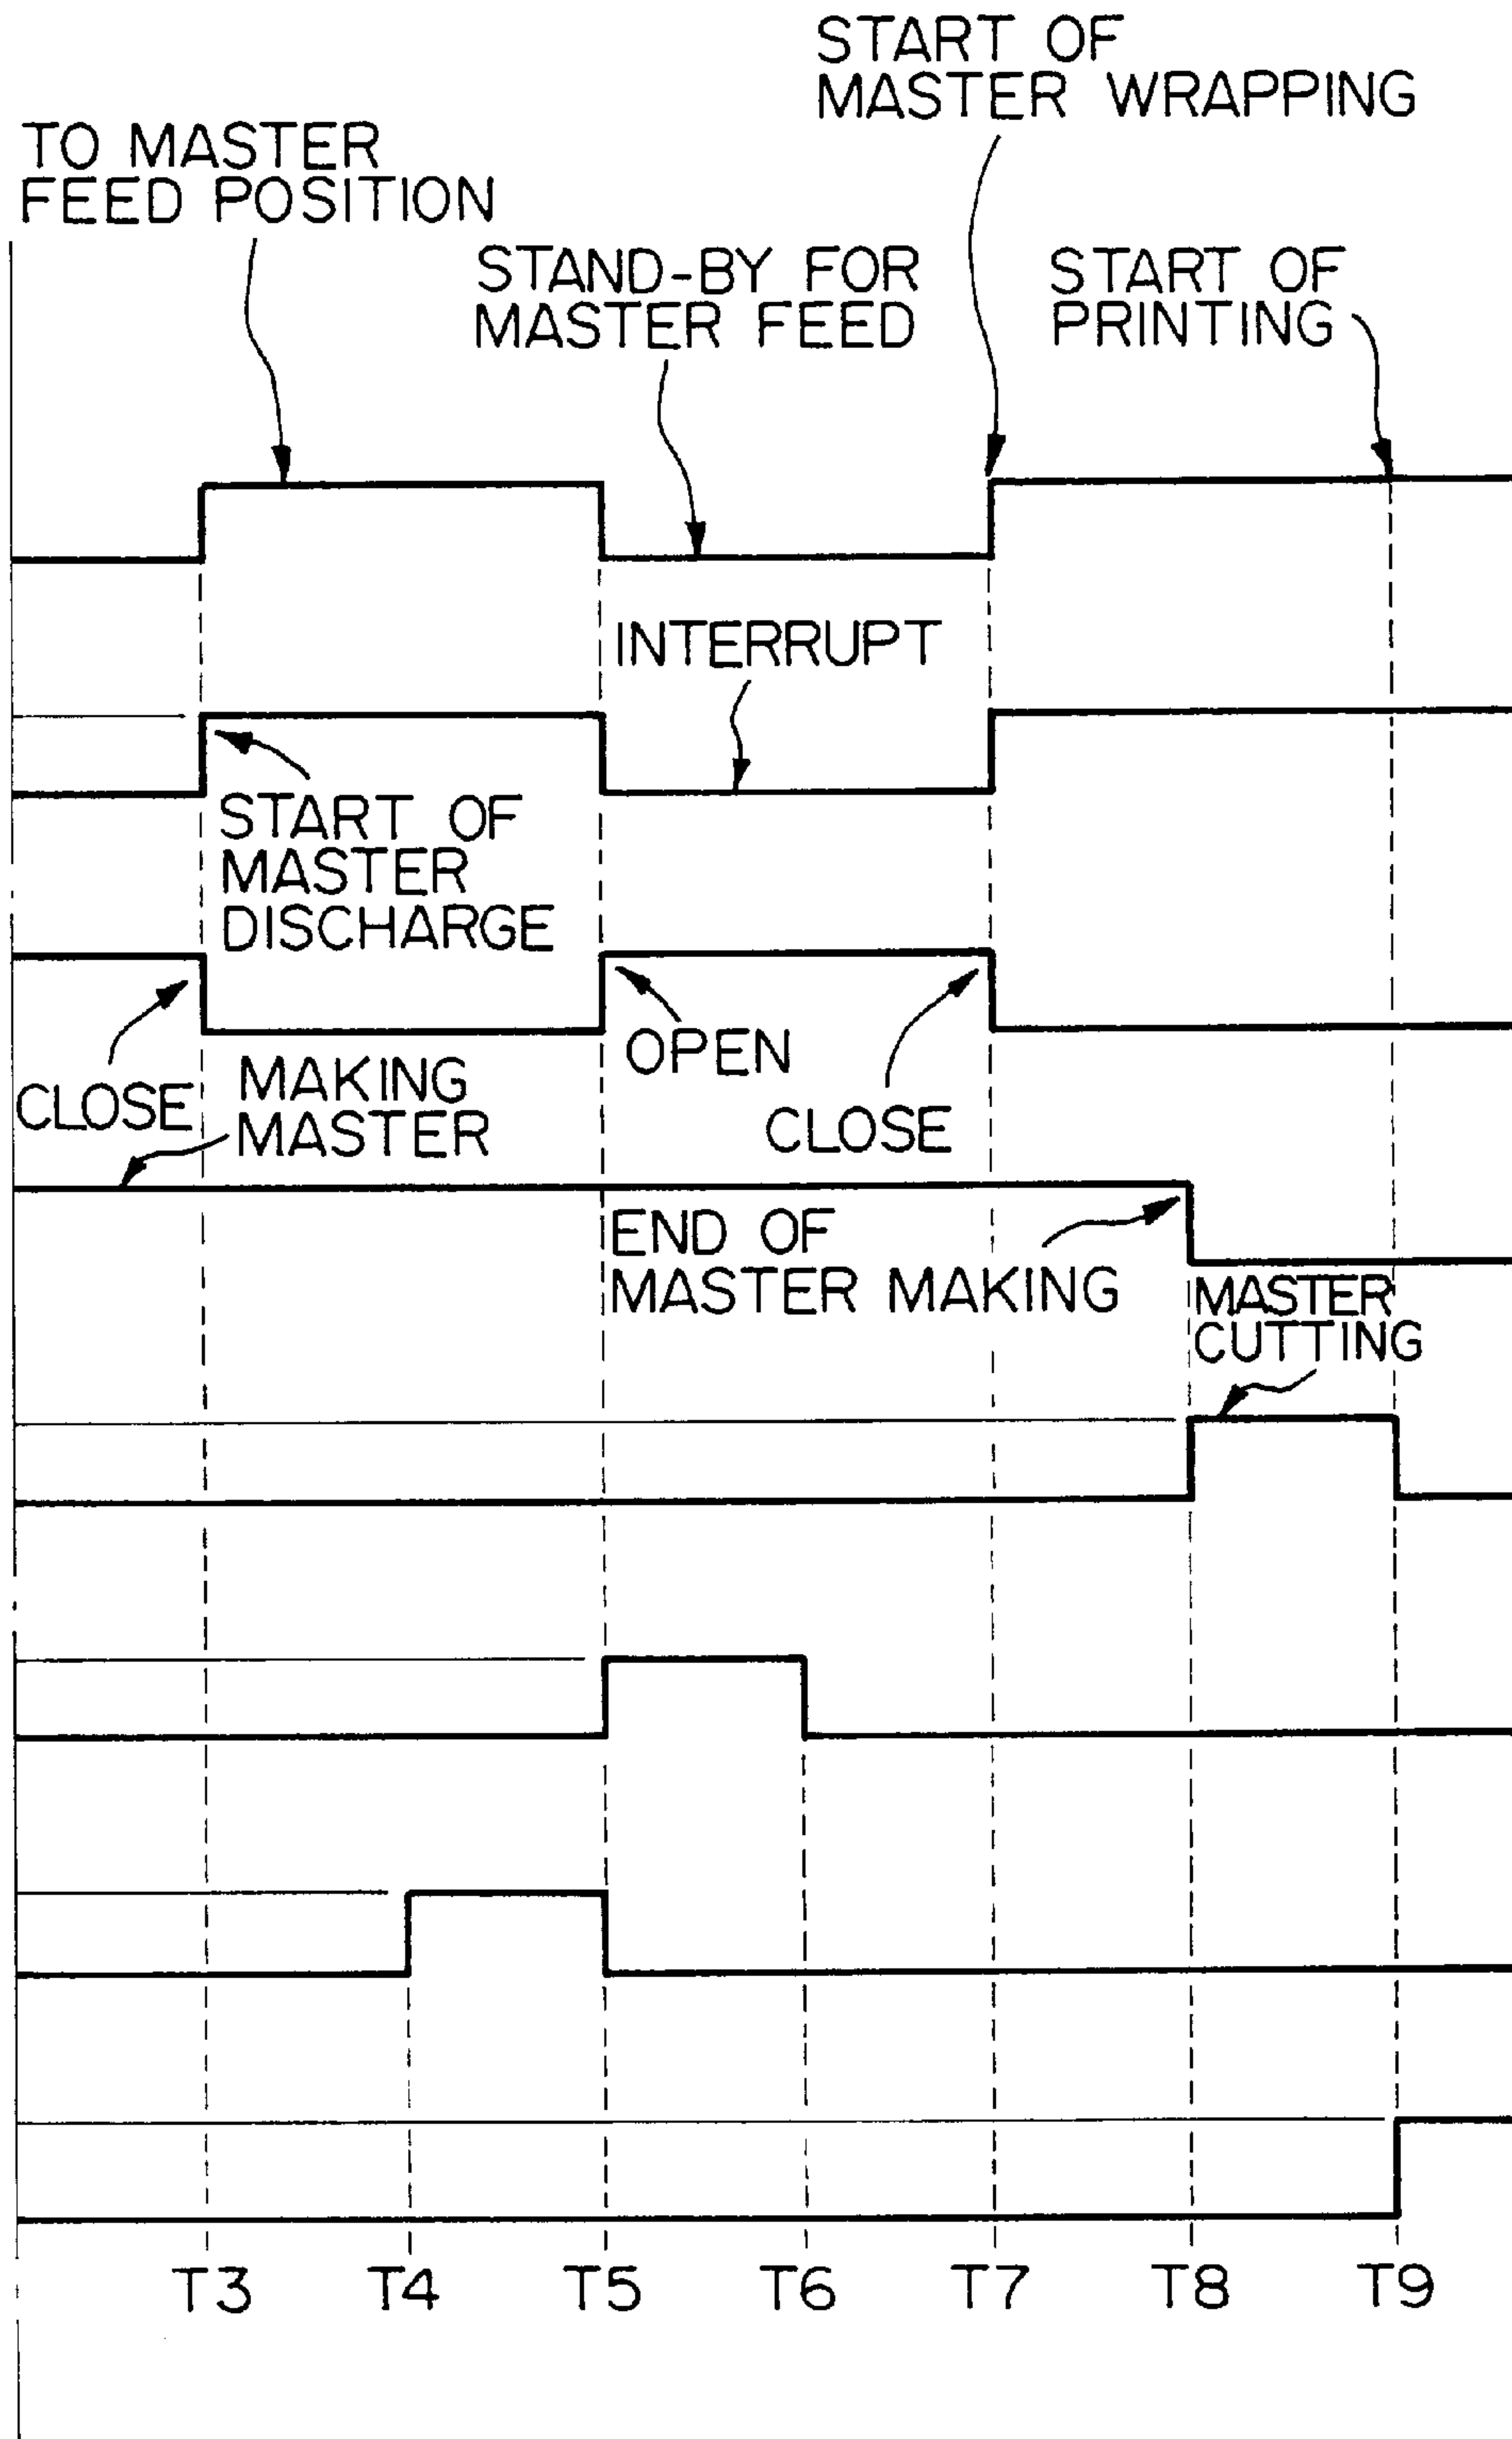 START OF
MASTER WRAPPING
TO MASTER
FEED POSITION
STAND-BY FOR
MASTER FEED
START OF
PRINTING
INTERRUPT
START OF
MASTER
DISCHARGE
CLOSE
OPEN
CLOSE
MAKING
MASTER
END OF
MASTER MAKING
MASTER
CUTTING
T3 T4 T5 T6 T7 T8 T9